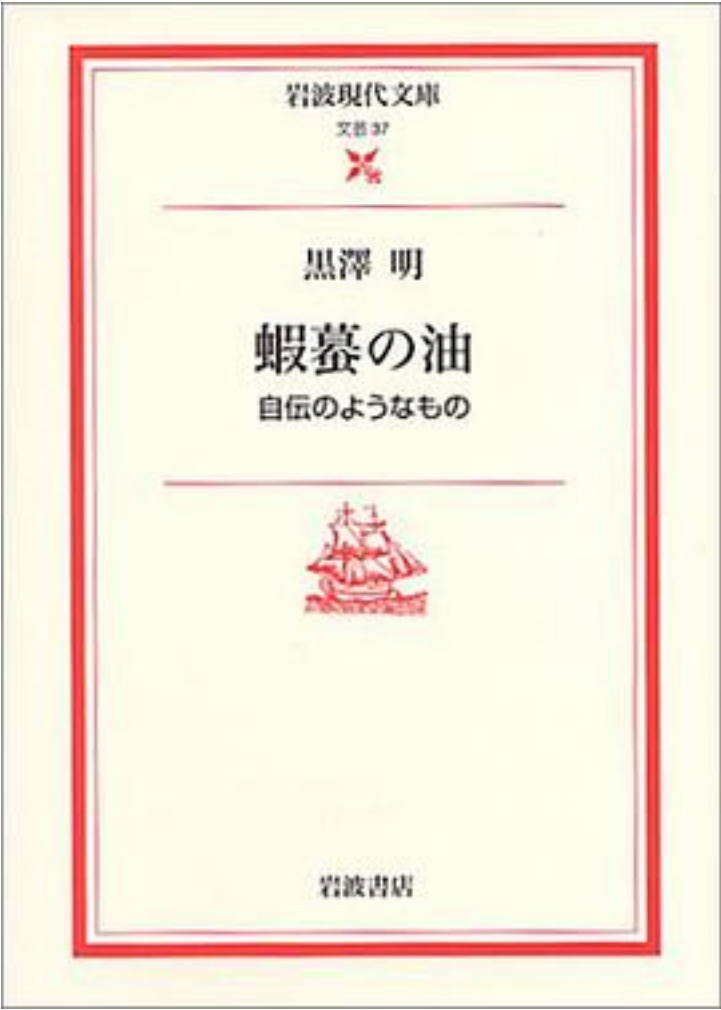 岩波現代文庫
文芸 37
黒澤 明
蝦蟇の油
自伝のようなもの
岩波書店